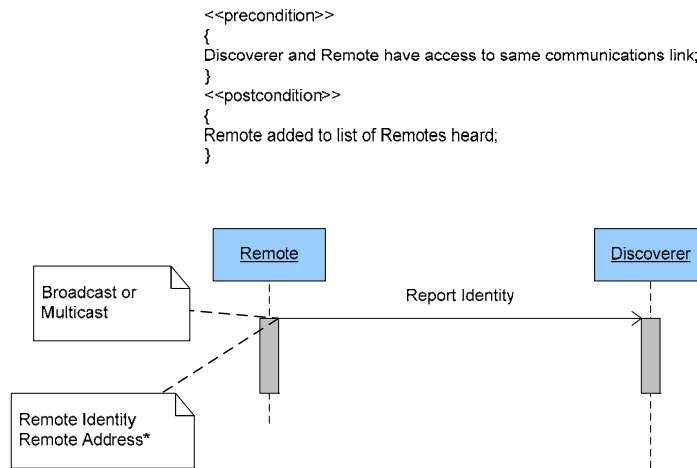 <<precondition>>
{
Discoverer and Remote have access to same communications link;
}
<<postcondition>>
{
Remote added to list of Remotes heard;
}
Remote
Discoverer
Broadcast or
Multicast
Report Identity
Remote Identity
Remote Address*